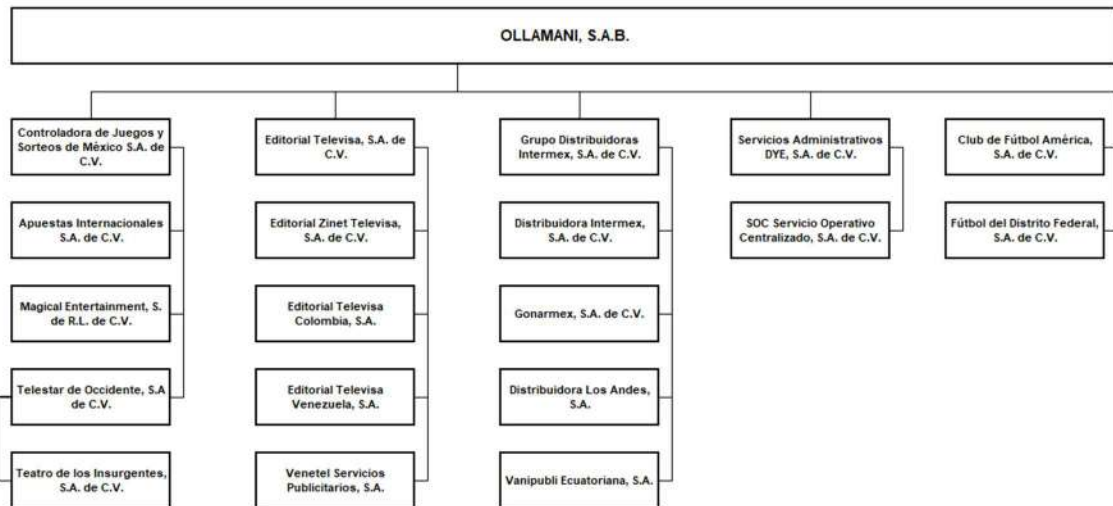 OLLAMANI, S.A.B.
Controladora de Juegos y
Sorteos de México S.A. de
C.V.
Apuestas Internacionales
S.A. de C.V.
Magical Entertainment, S.
de R.L. de C.V.
Telestar de Occidente, S.A
de C.V.
Teatro de los Insurgentes,
S.A. de C.V.
Editorial Televisa, S.A. de
C.V.
Editorial Zinet Televisa,
S.A. de C.V.
Editorial Televisa
Colombia, S.A.
Editorial Televisa
Venezuela, S.A.
Venetel Servicios
Publicitarios, S.A.
Grupo Distribuidoras
Intermex, S.A. de C.V.
Distribuidora Intermex,
S.A. de C.V.
Gonarmex, S.A. de C.V.
Distribuidora Los Andes,
S.A.
Vanipubli Ecuatoriana, S.A.
Servicios Administrativos
DYE, S.A. de C.V.
SOC Servicio Operativo
Centralizado, S.A. de C.V.
Club de Fútbol América,
S.A. de C.V.
Fútbol del Distrito Federal,
S.A. de C.V.